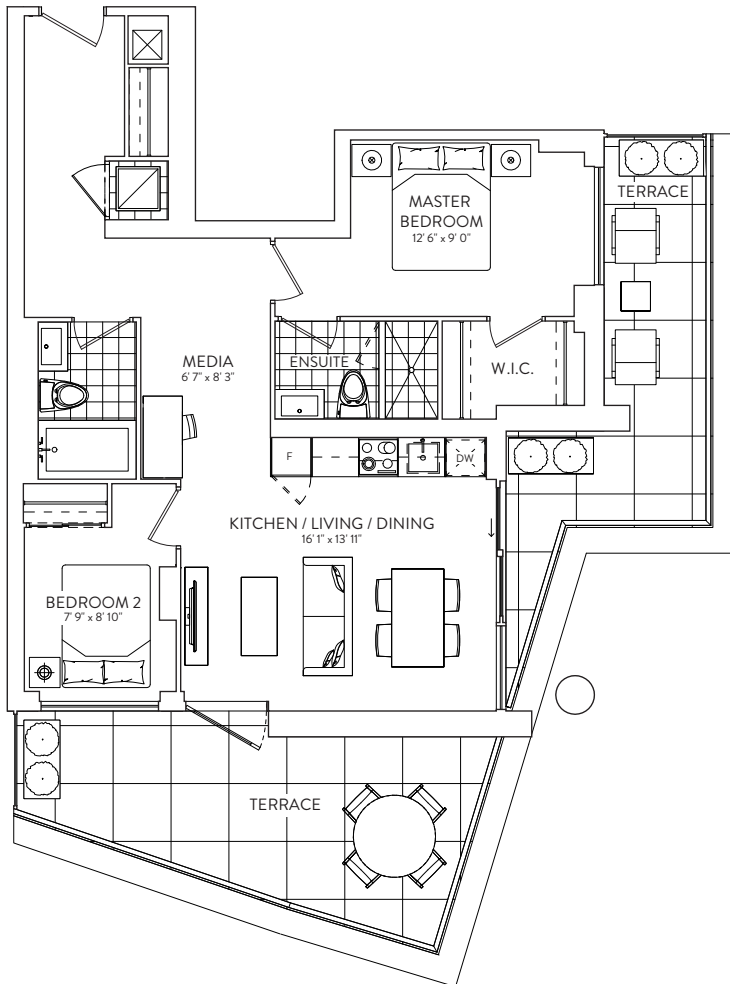 MASTER
BEDROOM
12' 6" x 9' 0"
TERRACE
MEDIA
6' 7" x 8' 3"
ENSUITE
W.I.C.
F
DW
KITCHEN / LIVING / DINING
16' 1" x 13' 11"
BEDROOM 2
7' 9" x 8' 10"
TERRACE